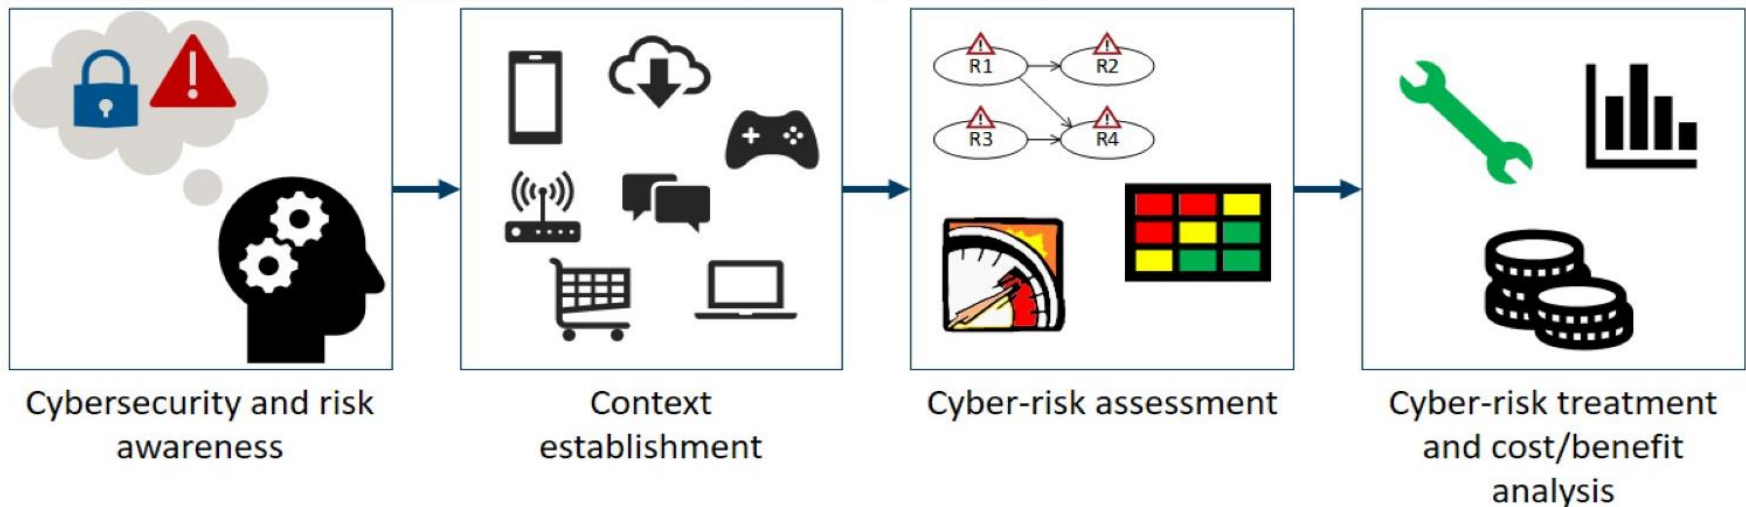 R1
R2
R3
R4
Cybersecurity and risk
awareness
Context
establishment
Cyber-risk assessment
Cyber-risk treatment
and cost/benefit
analysis